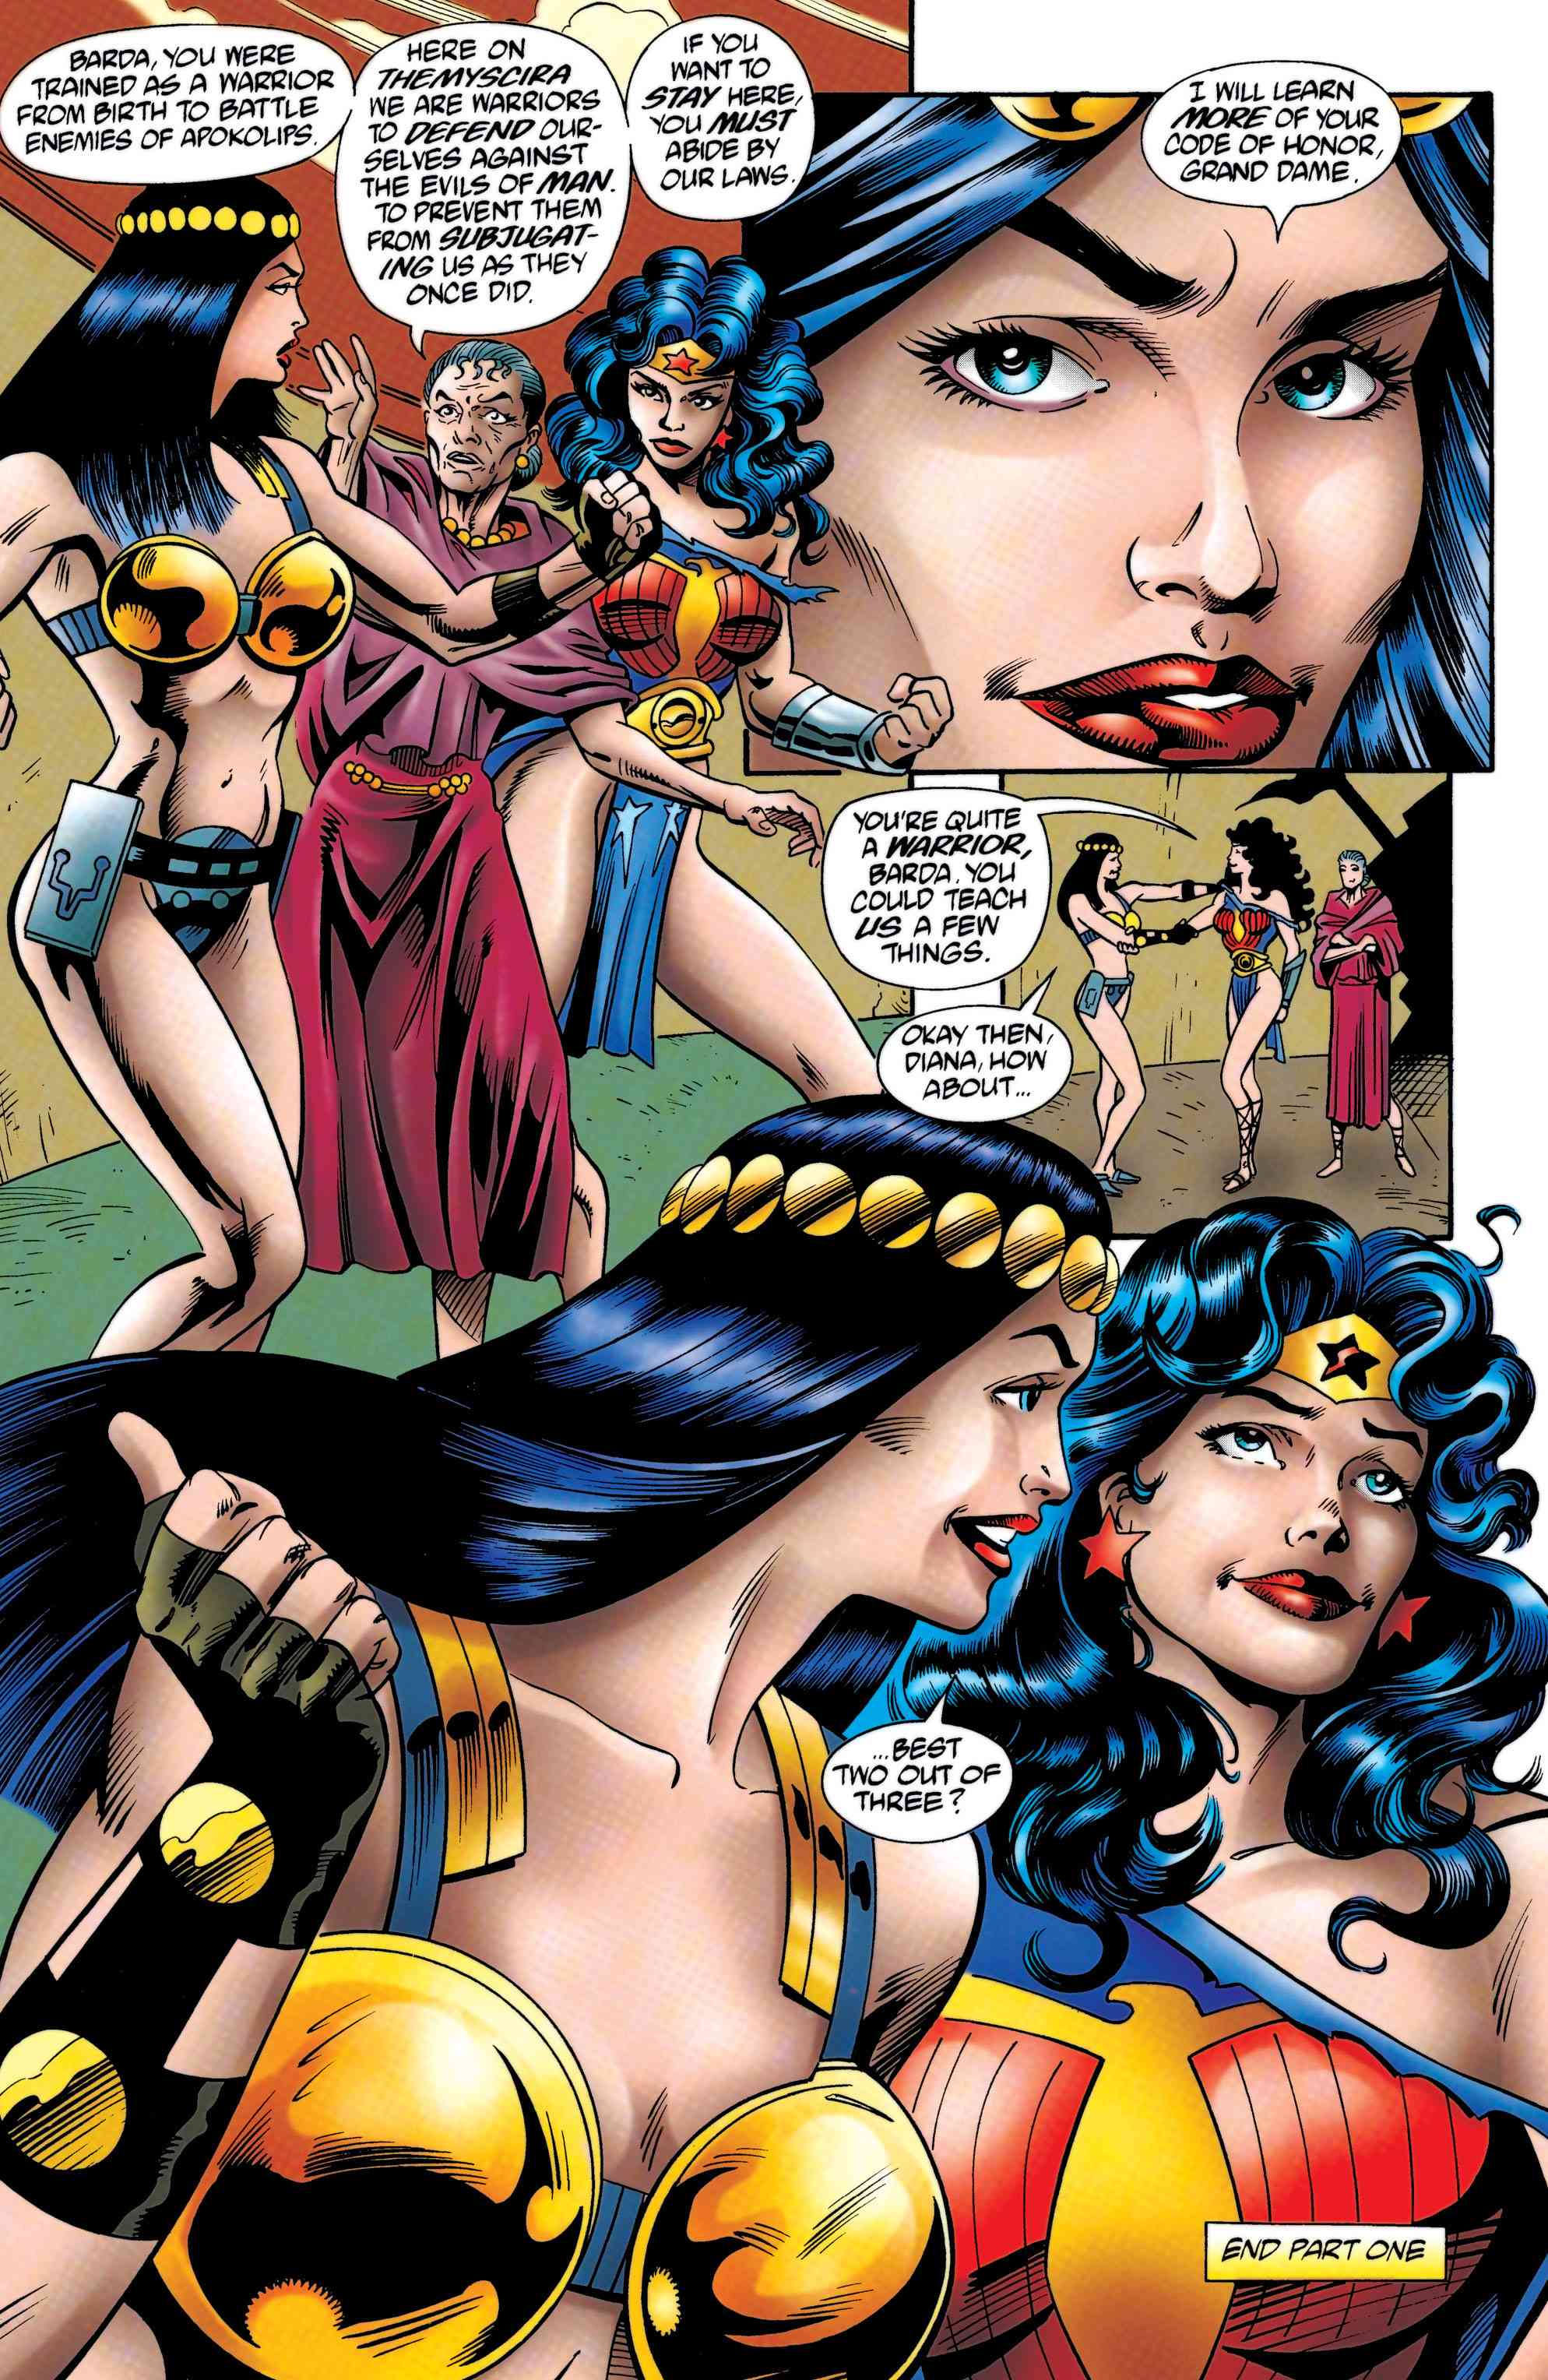 BARDA, YOU WERE
TRAINED AS A WARRIOR
FROM BIRTH TO BATTLE
ENEMIES OF APOKOLIPS.
HERE ON
THEMYSCIRA
WE ARE WARRIORS
TO DEFEND OUR-
SELVES AGAINST
THE EVILS OF MAN.
TO PREVENT THEM
FROM SUBJUGAT-
ING US AS THEY
ONCE DID.
IF YOU
WANT TO
STAY HERE,
YOU MUST
ABIDE BY
OUR LAWS.
I WILL LEARN
MORE OF YOUR
CODE OF HONOR,
GRAND DAME.
YOU'RE QUITE
A WARRIOR,
BARDA. YOU
COULD TEACH
US A FEW
THINGS.
OKAY THEN,
DIANA, HOW
ABOUT...
...BEST
TWO OUT OF
THREE?
END PART ONE